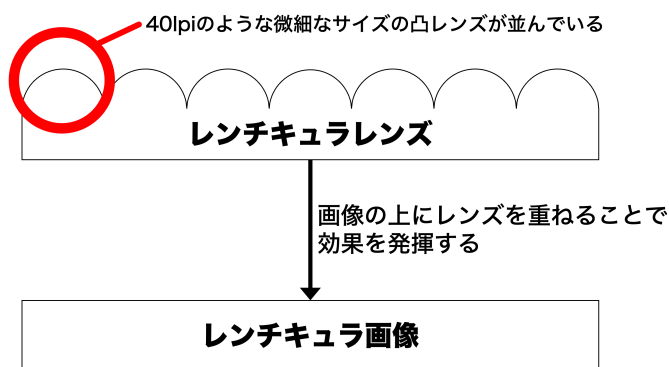 40lpiのような微細なサイズの凸レンズが並んでいる
レンチキュラレンズ
画像の上にレンズを重ねることで
効果を発揮する
レンチキュラ画像